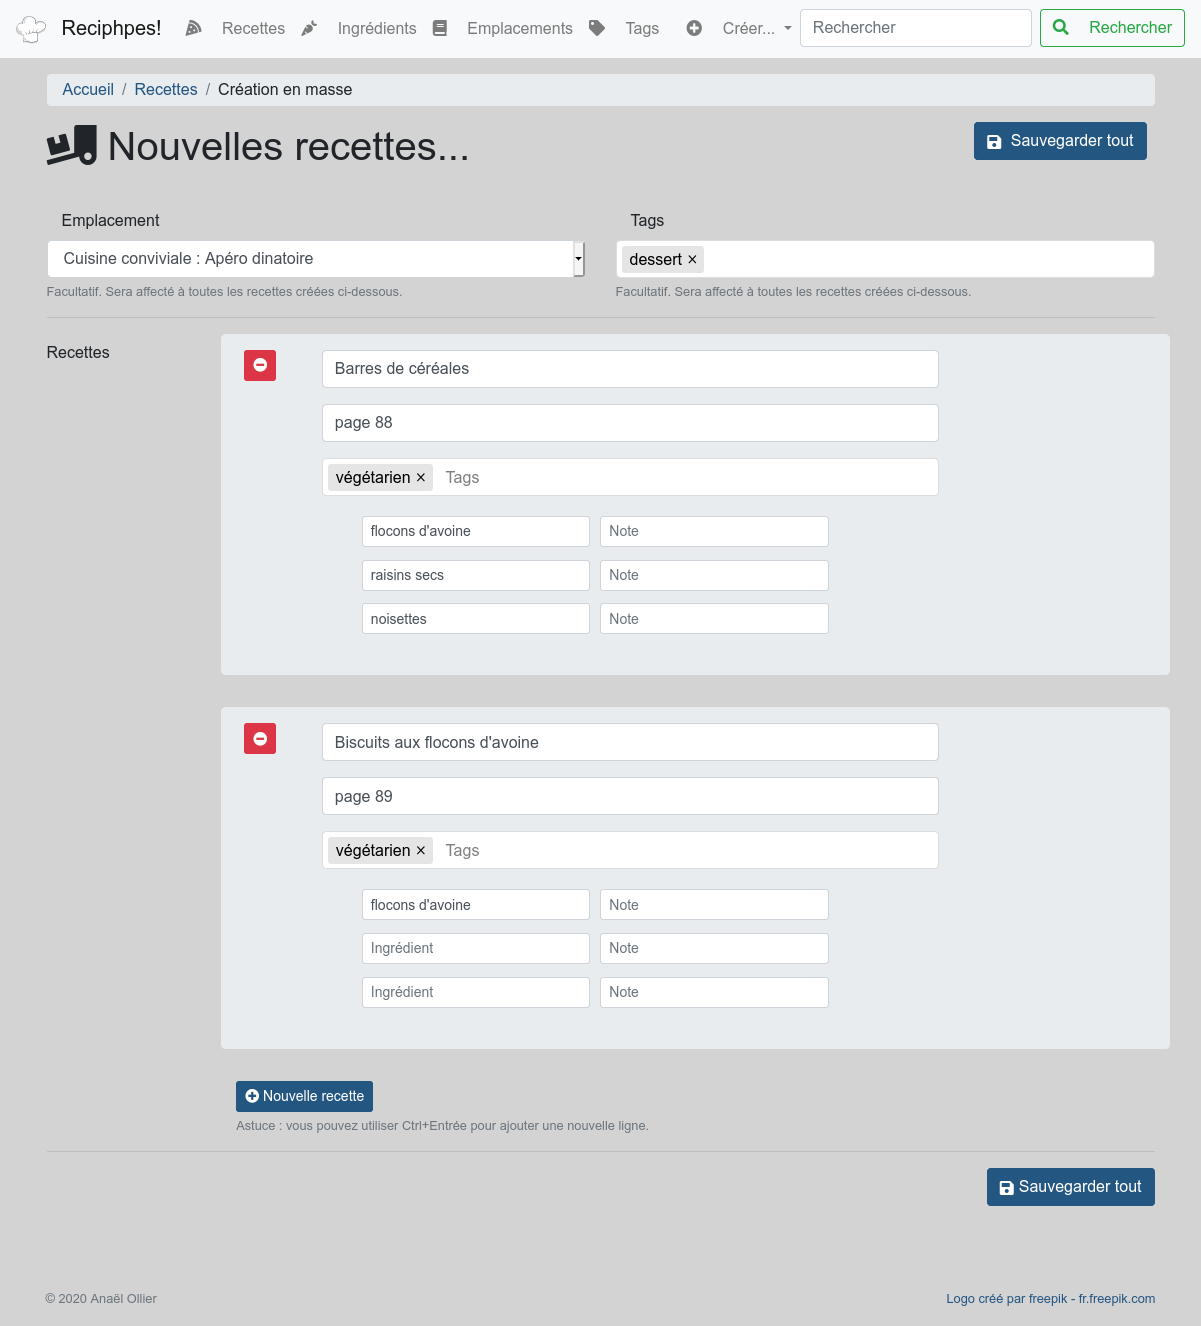 Reciphpes! Recettes Ingrédients Emplacements Tags Créer... Rechercher Rechercher
Accueil / Recettes / Création en masse
Nouvelles recettes... Sauvegarder tout
Emplacement Tags
Cuisine conviviale : Apéro dinatoire dessert ×
Facultatif. Sera affecté à toutes les recettes créées ci-dessous. Facultatif. Sera affecté à toutes les recettes créées ci-dessous.
Recettes
Barres de céréales
page 88
végétarien × Tags
flocons d'avoine Note
raisins secs Note
noisettes Note
Biscuits aux flocons d'avoine
page 89
végétarien × Tags
flocons d'avoine Note
Ingrédient Note
Ingrédient Note
Nouvelle recette
Astuce : vous pouvez utiliser Ctrl+Entrée pour ajouter une nouvelle ligne.
Sauvegarder tout
© 2020 Anaël Ollier Logo créé par freepik - fr.freepik.com